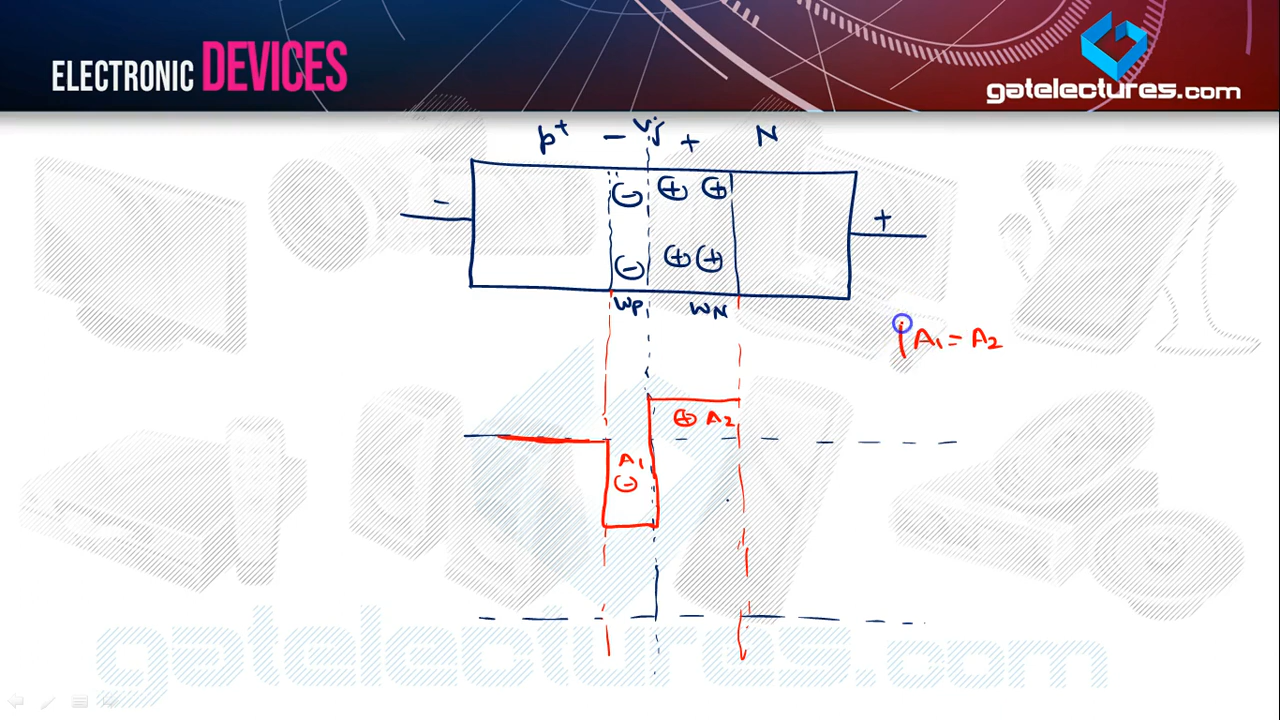 ELECTRONIC DEVICES
gatelectures.com
p+ - Vj + N
- +
- + +
- + +
WP WN
A1 = A2
+ A2
A1
-
gatelectures.com